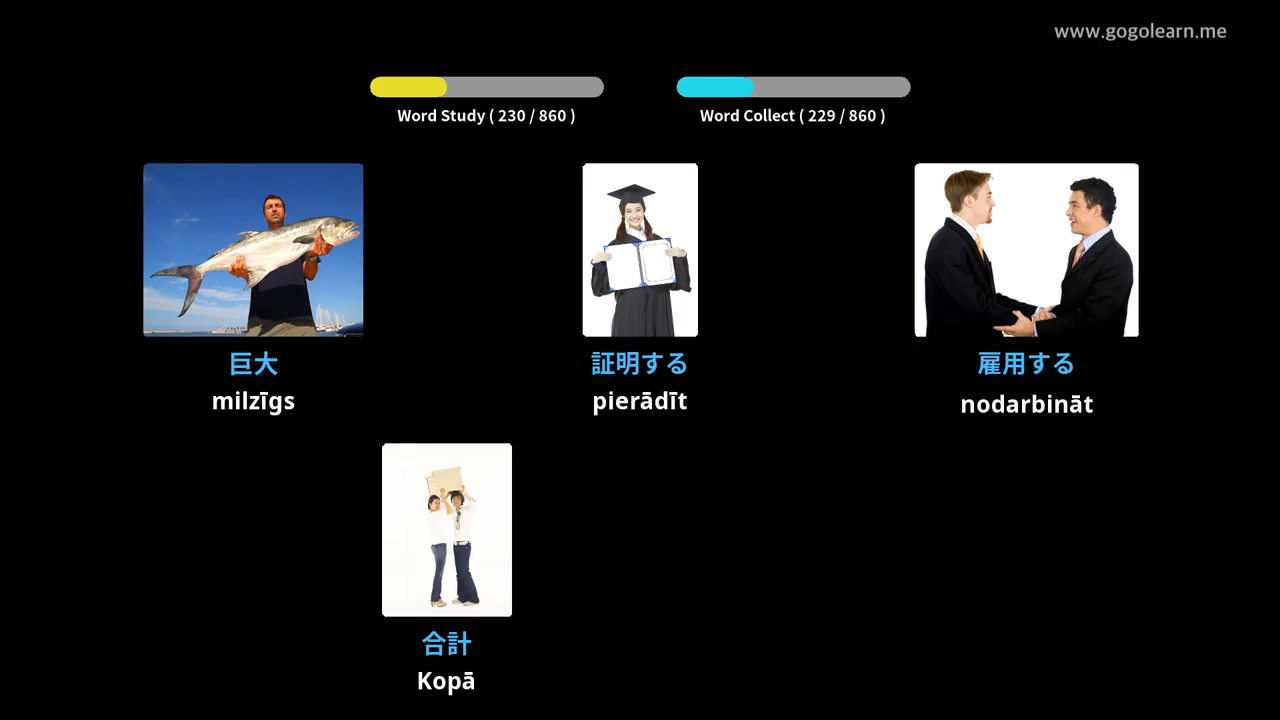 www.gogolearn.me
Word Study ( 230 / 860 )
Word Collect ( 229 / 860 )
巨大
milzīgs
証明する
pierādīt
雇用する
nodarbināt
合計
Kopā